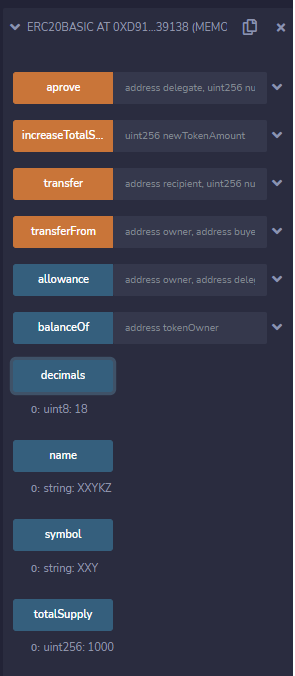 ERC20BASIC AT 0XD91...39138 (MEMO
aprove address delegate, uint256 nu
increaseTotalS... uint256 newTokenAmount
transfer address recipient, uint256 nu
transferFrom address owner, address buye
allowance address owner, address deleg
balanceOf address tokenOwner
decimals
0: uint8: 18
name
0: string: XXYKZ
symbol
0: string: XXY
totalSupply
0: uint256: 1000